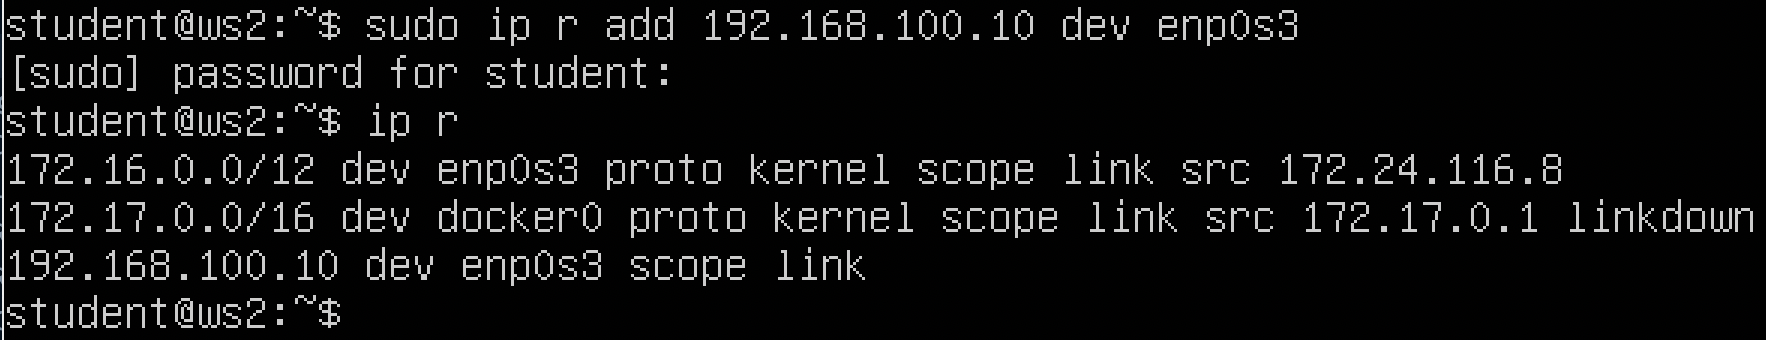 student@ws2:~$ sudo ip r add 192.168.100.10 dev enp0s3
[sudo] password for student:
student@ws2:~$ ip r
172.16.0.0/12 dev enp0s3 proto kernel scope link src 172.24.116.8
172.17.0.0/16 dev docker0 proto kernel scope link src 172.17.0.1 linkdown
192.168.100.10 dev enp0s3 scope link
student@ws2:~$